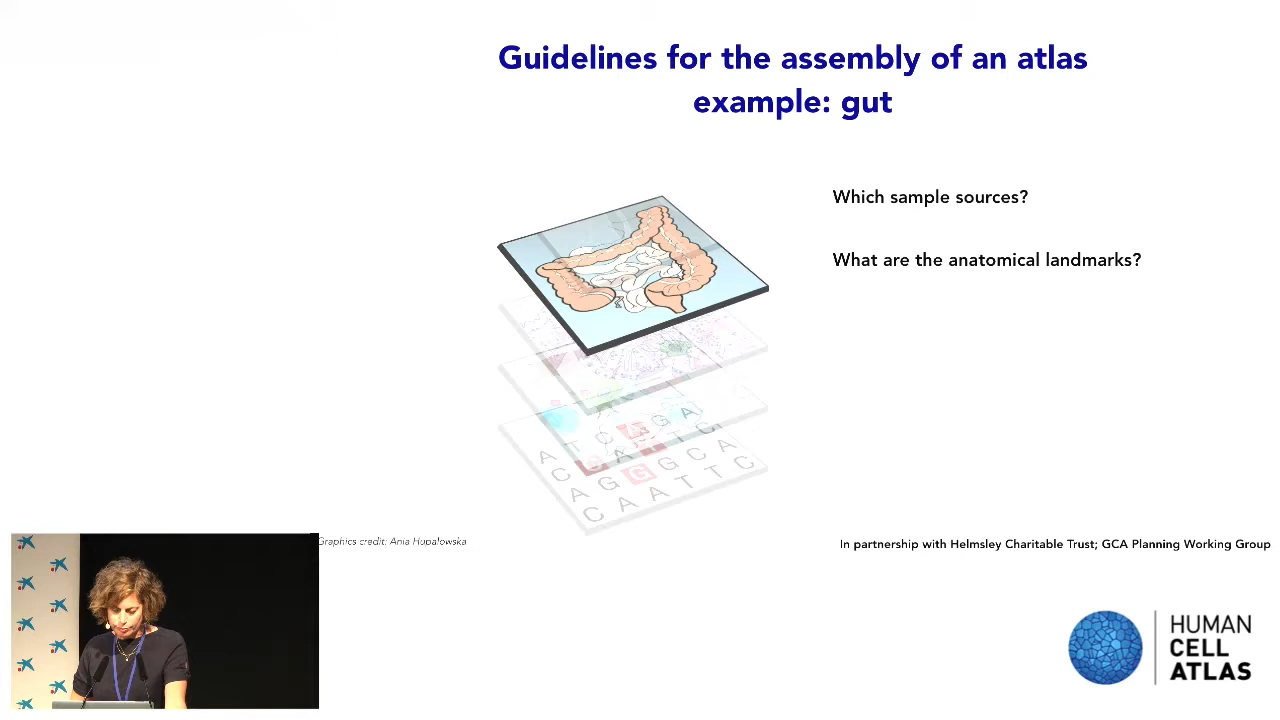 Guidelines for the assembly of an atlas
example: gut
Which sample sources?
What are the anatomical landmarks?
A T C A G A
C C A T T C
A G G G C A
C A A T T C
Graphics credit: Ania Hupalowska
In partnership with Helmsley Charitable Trust; GCA Planning Working Group
HUMAN
CELL
ATLAS